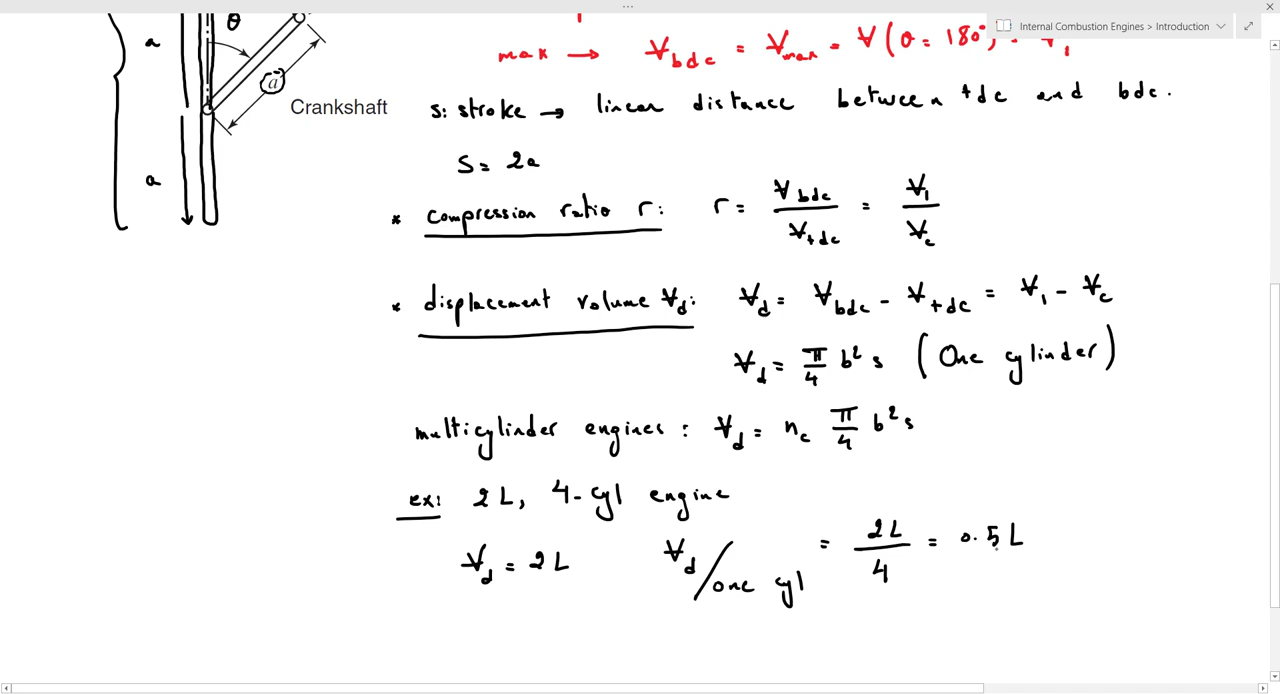 Internal Combustion Engines > Introduction
θ
a
a
a
Crankshaft
max → V̶bdc = V̶max = V̶(θ = 180°) = V̶1
s: stroke → linear distance between tdc and bdc.
S = 2a
* compression ratio r: r = V̶bdc / V̶tdc = V̶1 / V̶c
* displacement volume V̶d: V̶d = V̶bdc - V̶tdc = V̶1 - V̶c
V̶d = π/4 b² s (One cylinder)
multicylinder engines: V̶d = nc π/4 b² s
ex: 2L, 4-cyl engine
V̶d = 2L V̶d/one cyl = 2L/4 = 0.5 L